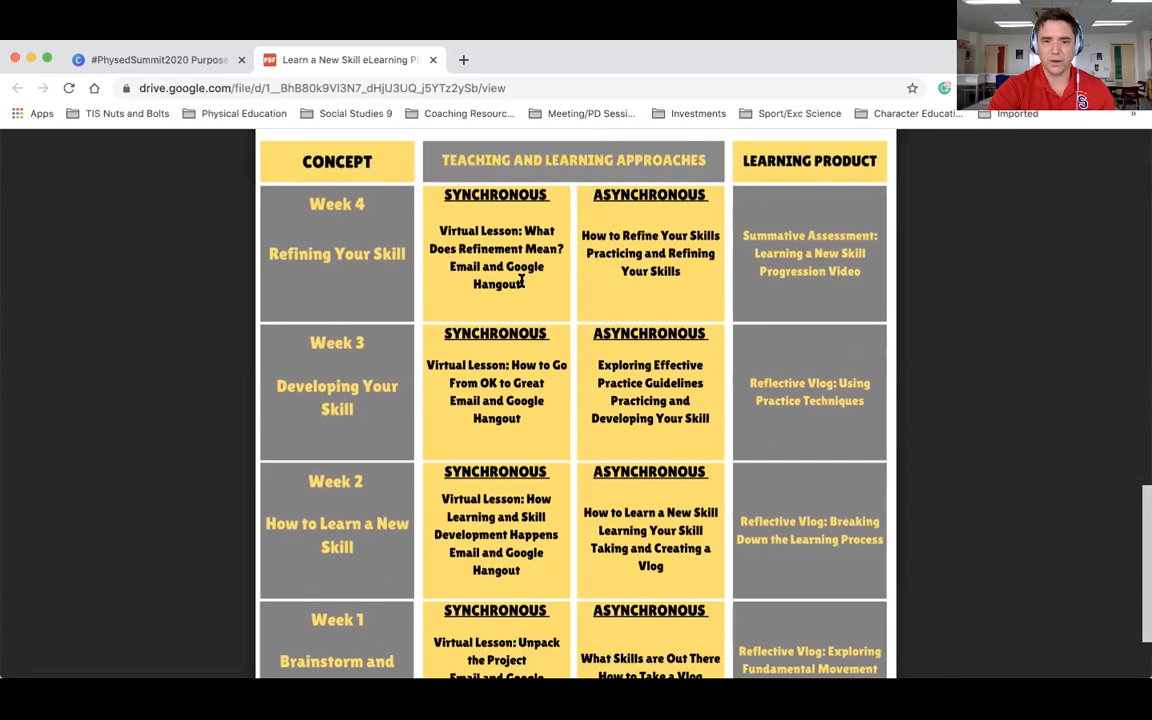 #PhysedSummit2020 Purpose
Learn a New Skill eLearning Pl
drive.google.com/file/d/1__BhB80k9Vl3N7_dHjU3UQ_j5YTz2ySb/view
Apps
TIS Nuts and Bolts
Physical Education
Social Studies 9
Coaching Resourc...
Meeting/PD Sessi...
Investments
Sport/Exc Science
Character Educati...
Imported
»
CONCEPT
TEACHING AND LEARNING APPROACHES
LEARNING PRODUCT
Week 4
Refining Your Skill
SYNCHRONOUS
Virtual Lesson: What
Does Refinement Mean?
Email and Google
Hangout
ASYNCHRONOUS
How to Refine Your Skills
Practicing and Refining
Your Skills
Summative Assessment:
Learning a New Skill
Progression Video
Week 3
Developing Your
Skill
SYNCHRONOUS
Virtual Lesson: How to Go
From OK to Great
Email and Google
Hangout
ASYNCHRONOUS
Exploring Effective
Practice Guidelines
Practicing and
Developing Your Skill
Reflective Vlog: Using
Practice Techniques
Week 2
How to Learn a New
Skill
SYNCHRONOUS
Virtual Lesson: How
Learning and Skill
Development Happens
Email and Google
Hangout
ASYNCHRONOUS
How to Learn a New Skill
Learning Your Skill
Taking and Creating a
Vlog
Reflective Vlog: Breaking
Down the Learning Process
Week 1
Brainstorm and
SYNCHRONOUS
Virtual Lesson: Unpack
the Project
Email and Google
ASYNCHRONOUS
What Skills are Out There
How to Take a Vlog
Reflective Vlog: Exploring
Fundamental Movement